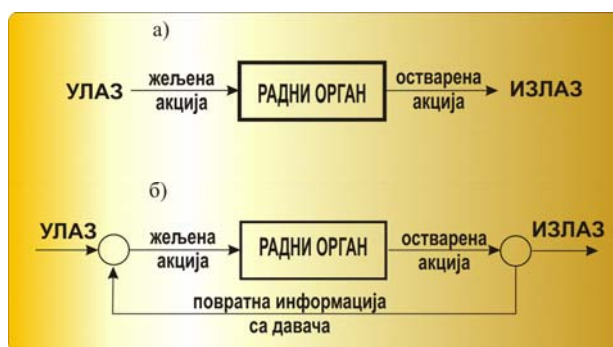 а)
УЛАЗ жељена акција РАДНИ ОРГАН остварена акција ИЗЛАЗ
б)
УЛАЗ жељена акција РАДНИ ОРГАН остварена акција ИЗЛАЗ
повратна информација
са давача